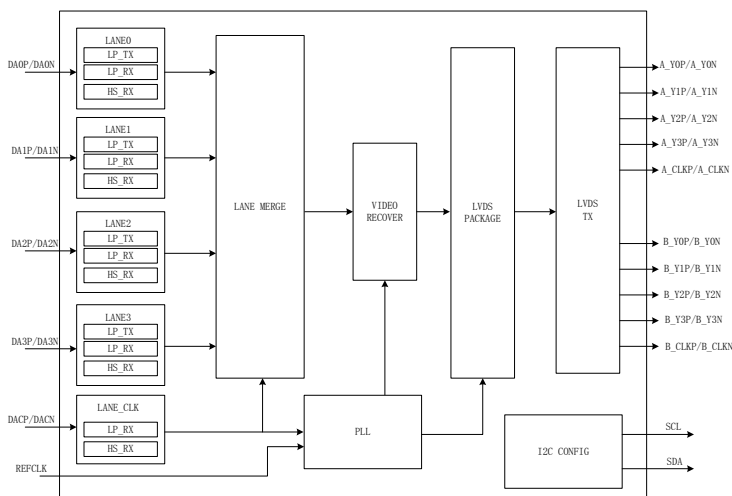 LANE0
LP_TX
LP_RX
HS_RX
DA0P/DA0N
LANE1
LP_TX
LP_RX
HS_RX
DA1P/DA1N
LANE2
LP_TX
LP_RX
HS_RX
DA2P/DA2N
LANE3
LP_TX
LP_RX
HS_RX
DA3P/DA3N
LANE_CLK
LP_RX
HS_RX
DACP/DACN
REFCLK
LANE MERGE
VIDEO
RECOVER
PLL
LVDS
PACKAGE
LVDS
TX
I2C CONFIG
A_Y0P/A_Y0N
A_Y1P/A_Y1N
A_Y2P/A_Y2N
A_Y3P/A_Y3N
A_CLKP/A_CLKN
B_Y0P/B_Y0N
B_Y1P/B_Y1N
B_Y2P/B_Y2N
B_Y3P/B_Y3N
B_CLKP/B_CLKN
SCL
SDA